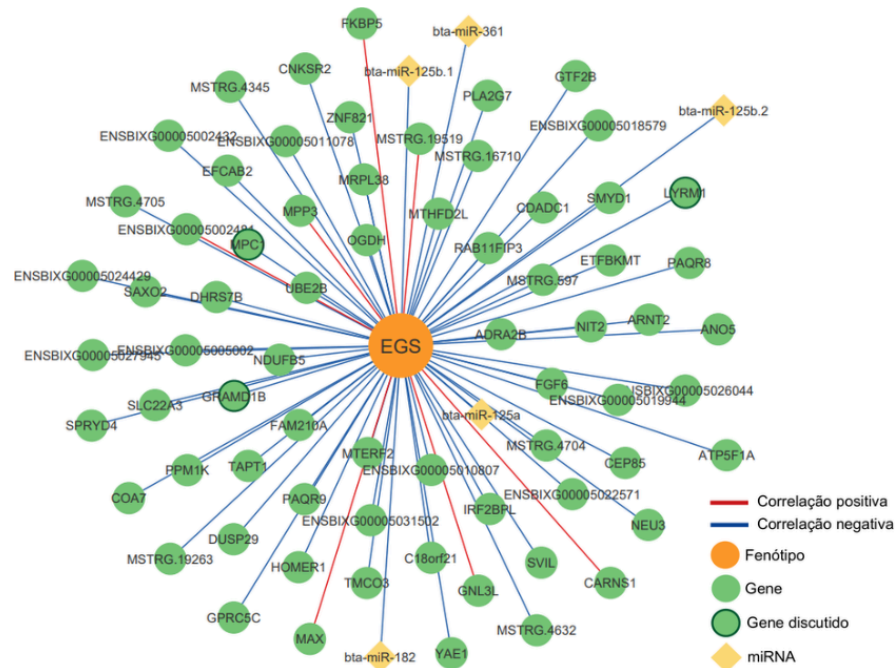 FKBP5
bta-miR-361
CNKSR2
bta-miR-125b.1
GTF2B
MSTRG.4345
PLA2G7
bta-miR-125b.2
ZNF821
ENSBIXG00005018579
ENSBIXG00005002432
ENSBIXG00005011078
MSTRG.19519
MSTRG.16710
EFCAB2
MRPL38
SMYD1
LYRM1
MSTRG.4705
MPP3
MTHFD2L
CDADC1
ENSBIXG00005002481
MPC1
OGDH
RAB11FIP3
ETFBKMT
PAQR8
ENSBIXG00005024429
SAXO2
DHRS7B
UBE2B
MSTRG.597
ADRA2B
NIT2
ARNT2
ANO5
EGS
ENSBIXG00005027945
ENSBIXG00005005002
NDUFB5
FGF6
ENSBIXG00005026044
ENSBIXG00005019944
SLC22A3
GRAMD1B
bta-miR-125a
SPRYD4
FAM210A
MSTRG.4704
MTERF2
CEP85
ATP5F1A
PPM1K
TAPT1
ENSBIXG00005010807
COA7
PAQR9
ENSBIXG00005022571
Correlação positiva
IRF2BPL
NEU3
ENSBIXG00005031502
Correlação negativa
DUSP29
MSTRG.19263
HOMER1
C18orf21
SVIL
Fenótipo
TMCO3
GNL3L
CARNS1
Gene
GPRC5C
MAX
MSTRG.4632
Gene discutido
bta-miR-182
YAE1
miRNA